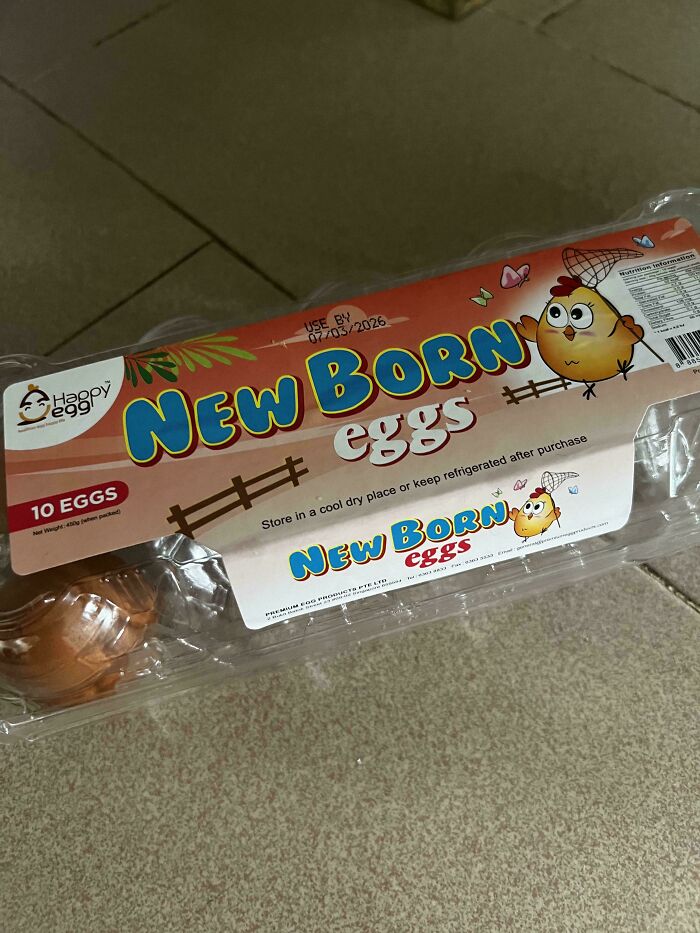 USE BY
07/03/2026
Nutrition Information
Happy
egg
NEW BORN
eggs
10 EGGS
Net Weight: 450g (when packed)
Store in a cool dry place or keep refrigerated after purchase
NEW BORN
eggs
PREMIUM EGG PRODUCTS PTE LTD